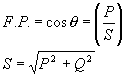 F.P. = cos θ = (P/S)
S = √(P² + Q²)